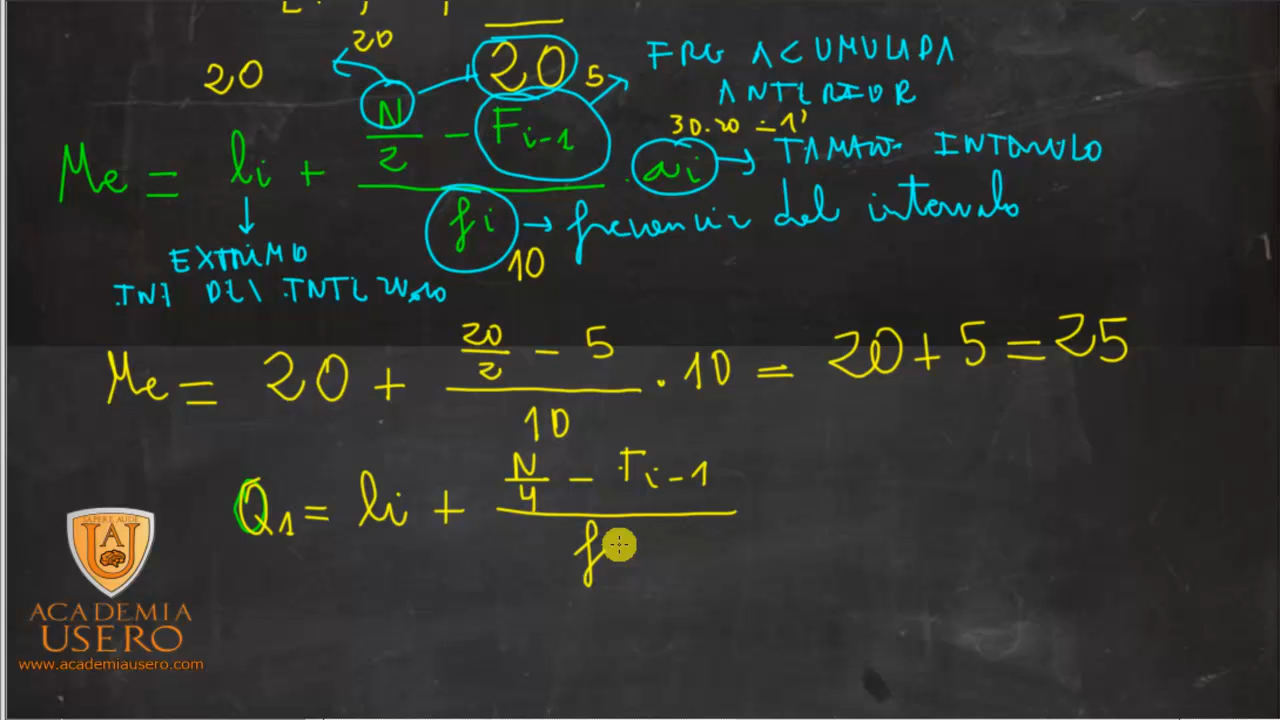 20
20
20
5
FRE ACUMULADA
ANTERIOR
30-20 = 1
Me = li + N/2 - Fi-1 / fi · ai
TAMAÑO INTERVALO
frecuencia del intervalo
10
EXTREMO
INF DEL INTERVALO
Me = 20 + 20/2 - 5 / 10 · 10 = 20 + 5 = 25
Q1 = li + N/4 - Fi-1 / f
SAPERE AUDE
UA
ACADEMIA
USERO
www.academiausero.com